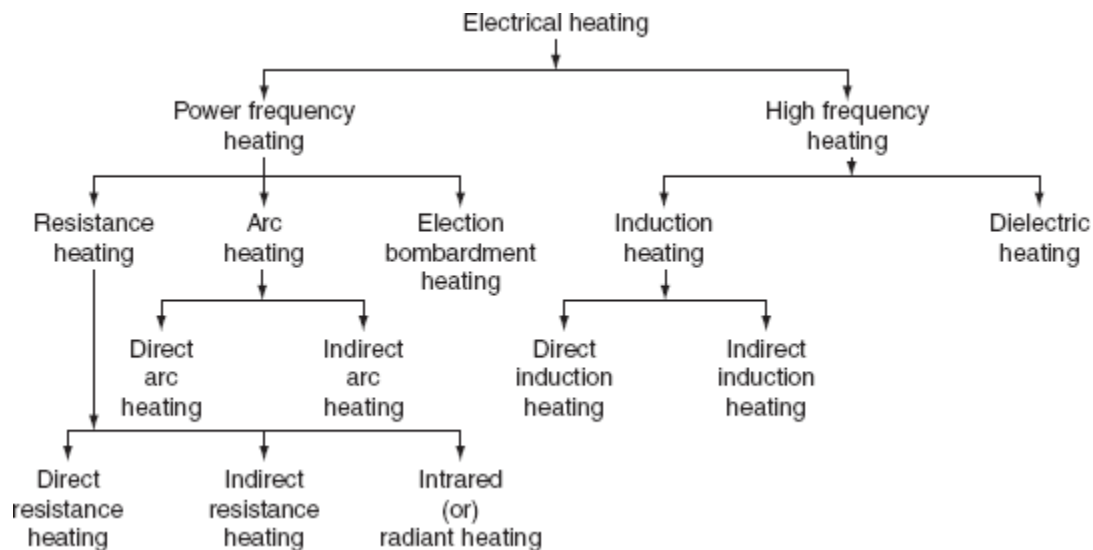 Electrical heating
Power frequency
heating
High frequency
heating
Resistance
heating
Arc
heating
Election
bombardment
heating
Induction
heating
Dielectric
heating
Direct
arc
heating
Indirect
arc
heating
Direct
induction
heating
Indirect
induction
heating
Direct
resistance
heating
Indirect
resistance
heating
Intrared
(or)
radiant heating